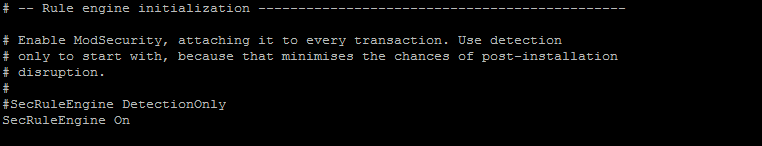 # -- Rule engine initialization ----------------------------------------------
# Enable ModSecurity, attaching it to every transaction. Use detection
# only to start with, because that minimises the chances of post-installation
# disruption.
#
#SecRuleEngine DetectionOnly
SecRuleEngine On